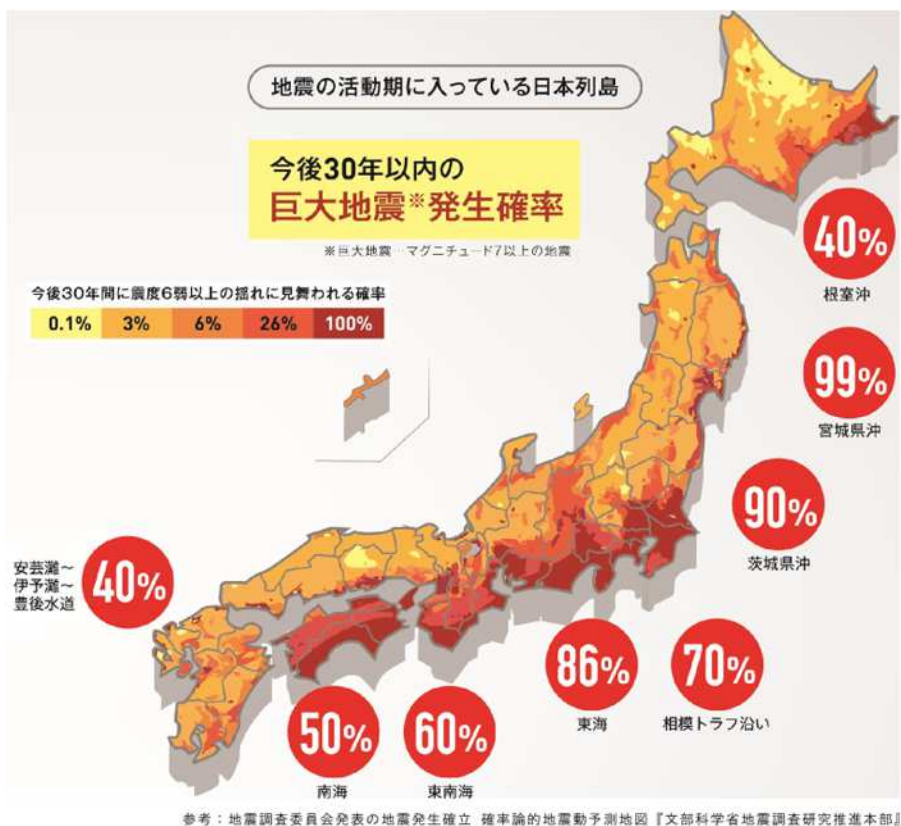 地震の活動期に入っている日本列島
今後30年以内の
巨大地震※発生確率
※巨大地震…マグニチュード7以上の地震
今後30年間に震度6弱以上の揺れに見舞われる確率
0.1% 3% 6% 26% 100%
40%
根室沖
99%
宮城県沖
90%
茨城県沖
安芸灘～
伊予灘～
豊後水道
40%
86%
東海
70%
相模トラフ沿い
50%
南海
60%
東南海
参考：地震調査委員会発表の地震発生確立 確率論的地震動予測地図『文部科学省地震調査研究推進本部』